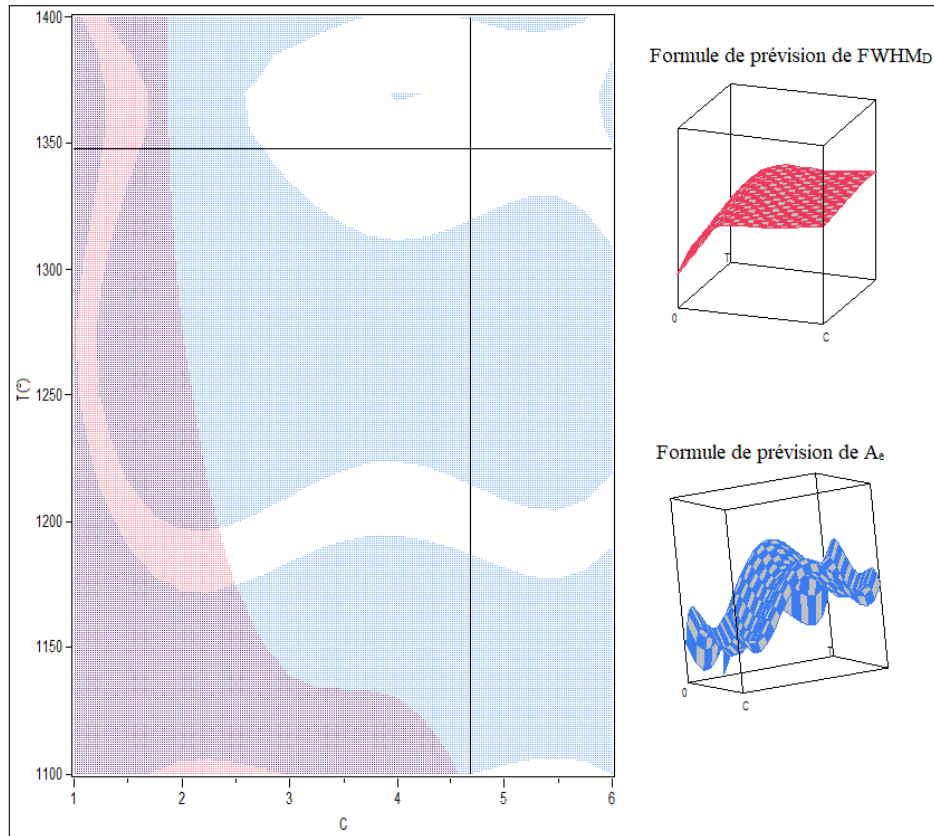 1400
1350
1300
1250
1200
1150
1100
T(°)
1
2
3
4
5
6
C
Formule de prévision de FWHM_D
T
0
C
Formule de prévision de Aₑ
T
0
C